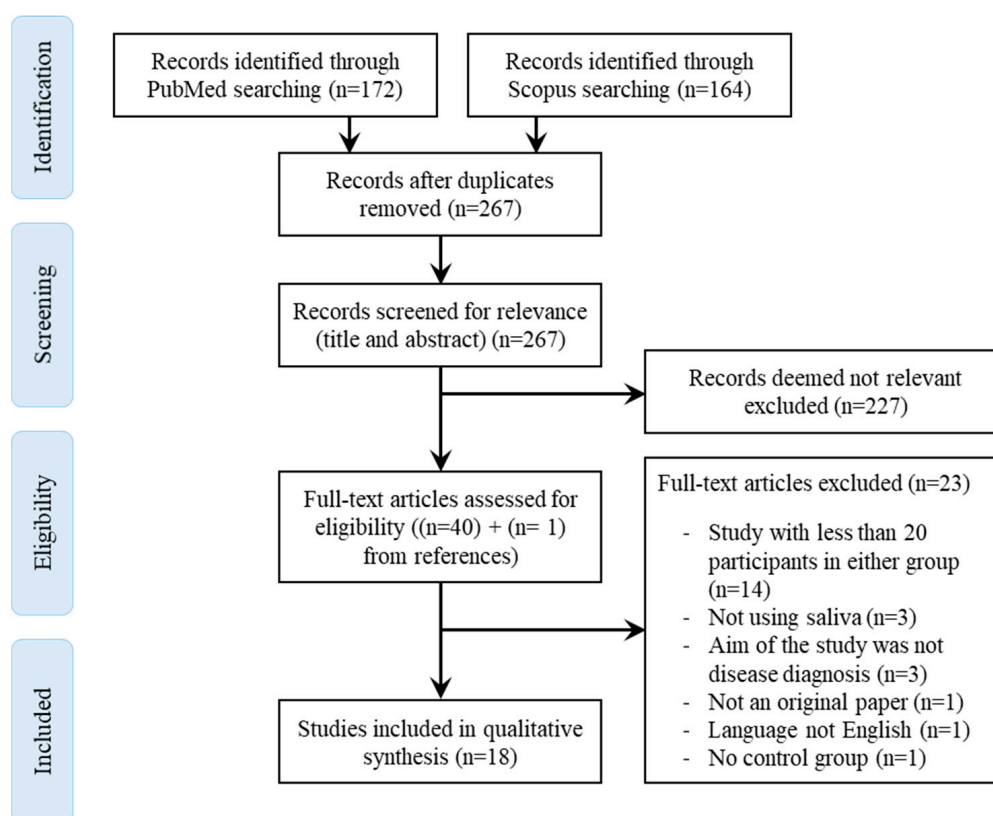 Identification
Records identified through
PubMed searching (n=172)
Records identified through
Scopus searching (n=164)
Records after duplicates
removed (n=267)
Screening
Records screened for relevance
(title and abstract) (n=267)
Records deemed not relevant
excluded (n=227)
Eligibility
Full-text articles assessed for
eligibility ((n=40) + (n= 1)
from references)
Full-text articles excluded (n=23)
- Study with less than 20
participants in either group
(n=14)
- Not using saliva (n=3)
- Aim of the study was not
disease diagnosis (n=3)
- Not an original paper (n=1)
- Language not English (n=1)
- No control group (n=1)
Included
Studies included in qualitative
synthesis (n=18)